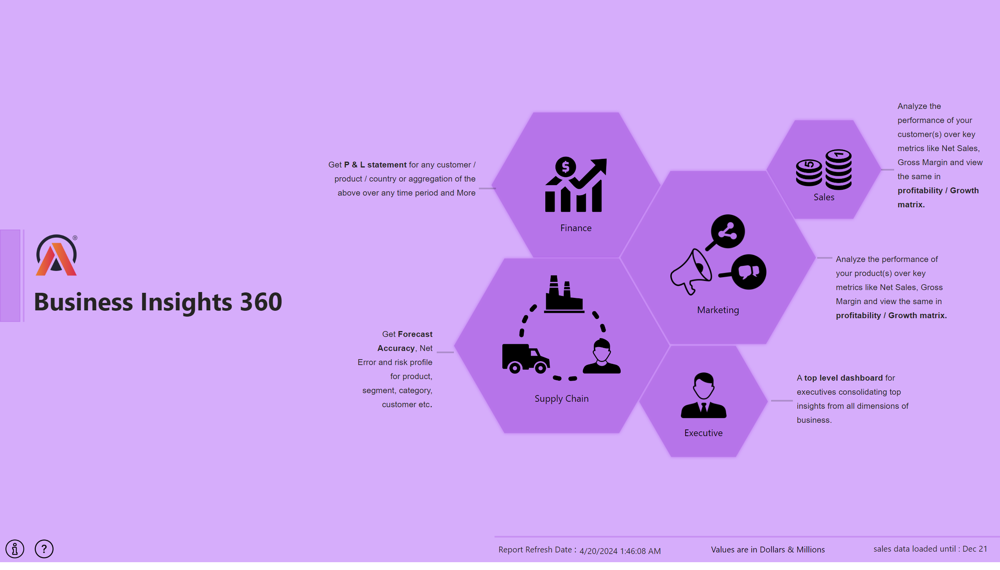 Business Insights 360
Get P & L statement for any customer /
product / country or aggregation of the
above over any time period and More
$
Finance
Analyze the
performance of your
customer(s) over key
metrics like Net Sales,
Gross Margin and view
the same in
profitability / Growth
matrix.
5
1
Sales
Marketing
Analyze the performance of
your product(s) over key
metrics like Net Sales, Gross
Margin and view the same in
profitability / Growth matrix.
Get Forecast
Accuracy, Net
Error and risk profile
for product,
segment, category,
customer etc.
Supply Chain
Executive
A top level dashboard for
executives consolidating top
insights from all dimensions of
business.
®
i
?
Report Refresh Date : 4/20/2024 1:46:08 AM
Values are in Dollars & Millions
sales data loaded until : Dec 21